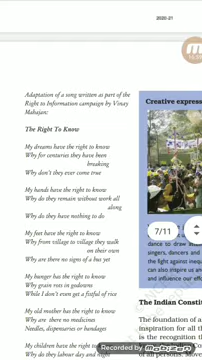 2020-21
Adaptation of a song written as part of the
Right to Information campaign by Vinay
Mahajan:
The Right To Know
My dreams have the right to know
Why for centuries they have been
breaking
Why don't they ever come true
My hands have the right to know
Why do they remain without work all
along
Why do they have nothing to do
My feet have the right to know
Why from village to village they walk
on their own
Why are there no signs of a bus yet
My hunger has the right to know
Why grain rots in godowns
While I don't even get a fistful of rice
My old mother has the right to know
Why are there no medicines
Needles, dispensaries or bandages
My children have the right to know
Why do they labour day and night
Creative express
7/11
dance to draw
singers, dancers and
the fight against inequ
can also inspire us an
and influence our effo
The Indian Constit
The foundation of a
inspiration for all th
is the recognition t
of all persons. More